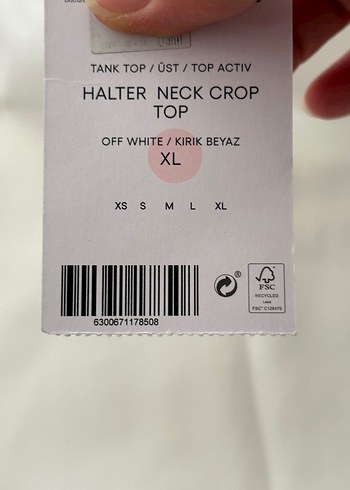 TANK TOP / ÜST / TOP ACTIV
HALTER NECK CROP
TOP
OFF WHITE / KIRIK BEYAZ
XL
XS S M L XL
6300671178508
®
FSC
RECYCLED